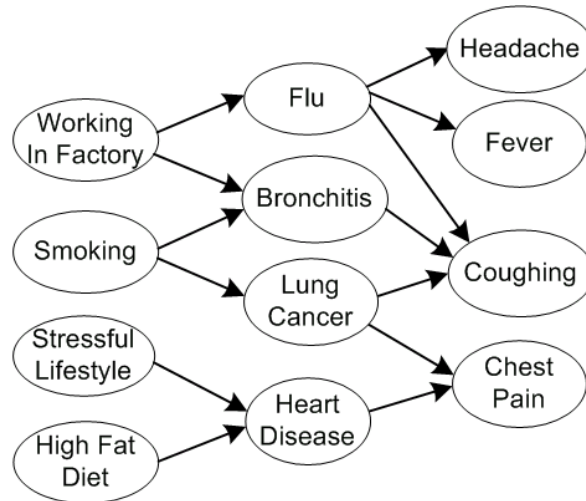 Working
In Factory
Smoking
Stressful
Lifestyle
High Fat
Diet
Flu
Bronchitis
Lung
Cancer
Heart
Disease
Headache
Fever
Coughing
Chest
Pain